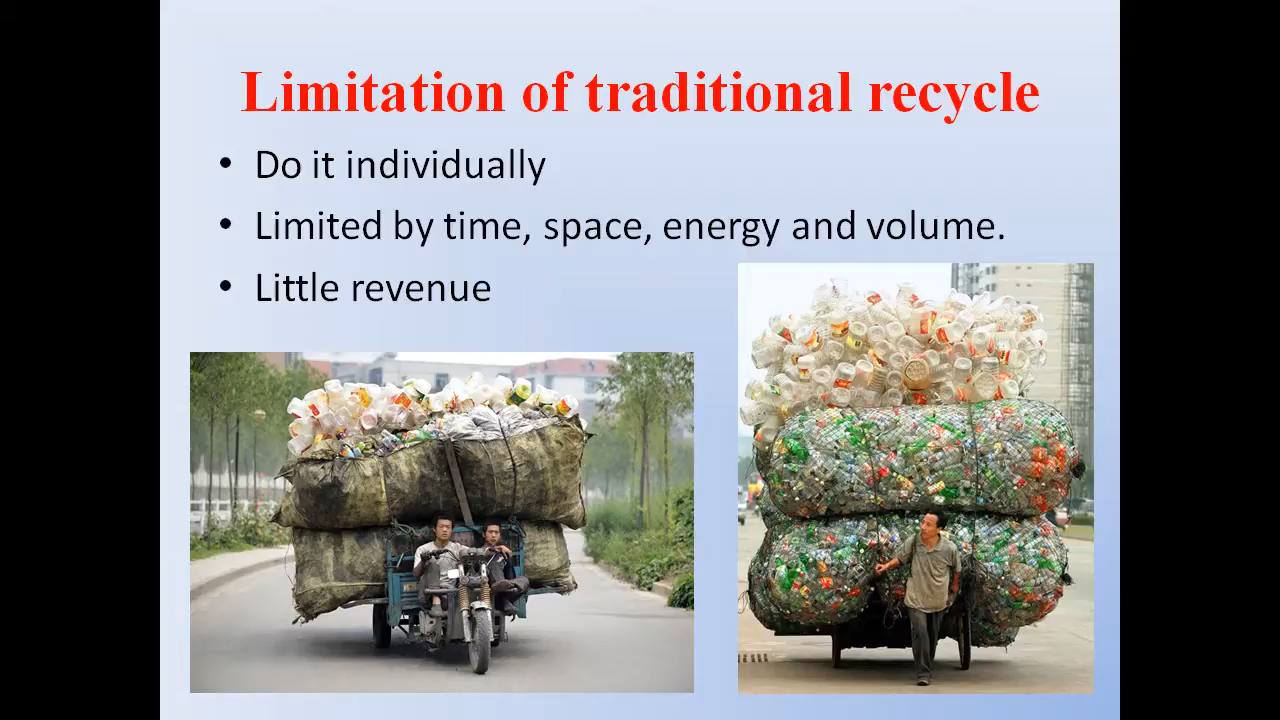 Limitation of traditional recycle
• Do it individually
• Limited by time, space, energy and volume.
• Little revenue